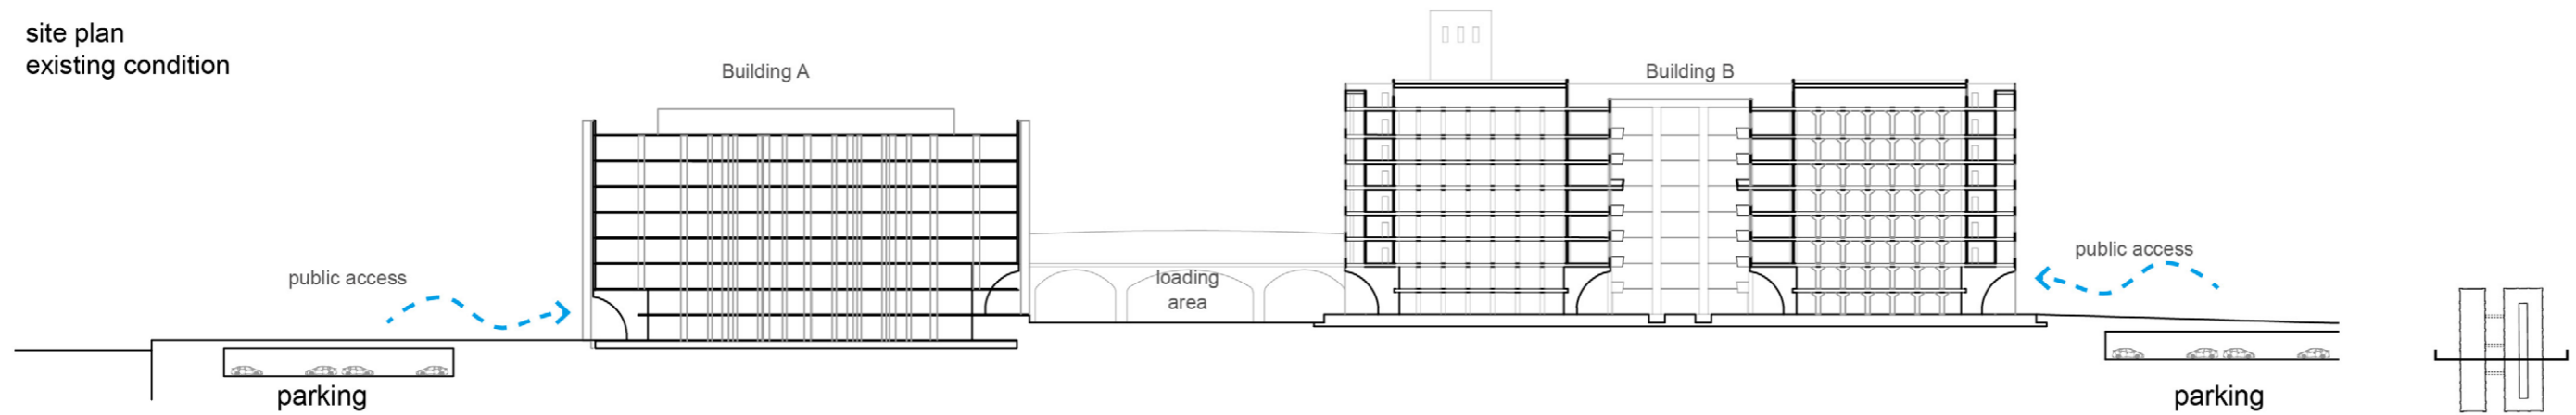 site plan
existing condition
Building A
Building B
public access
loading
area
public access
parking
parking